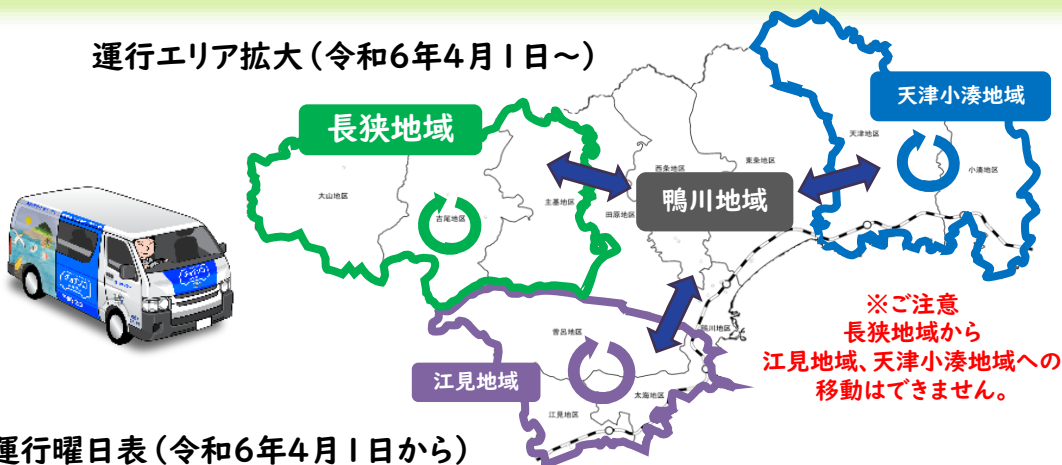 運行エリア拡大(令和6年4月1日~)
天津小湊地域
長狭地域
天津地区
東条地区
西条地区
小湊地区
大山地区
鴨川地域
主基地区
田原地区
吉尾地区
※ご注意
長狭地域から
江見地域、天津小湊地域への
移動はできません。
曽呂地区
鴨川地区
江見地域
太海地区
江見地区
運行曜日表(令和6年4月1日から)